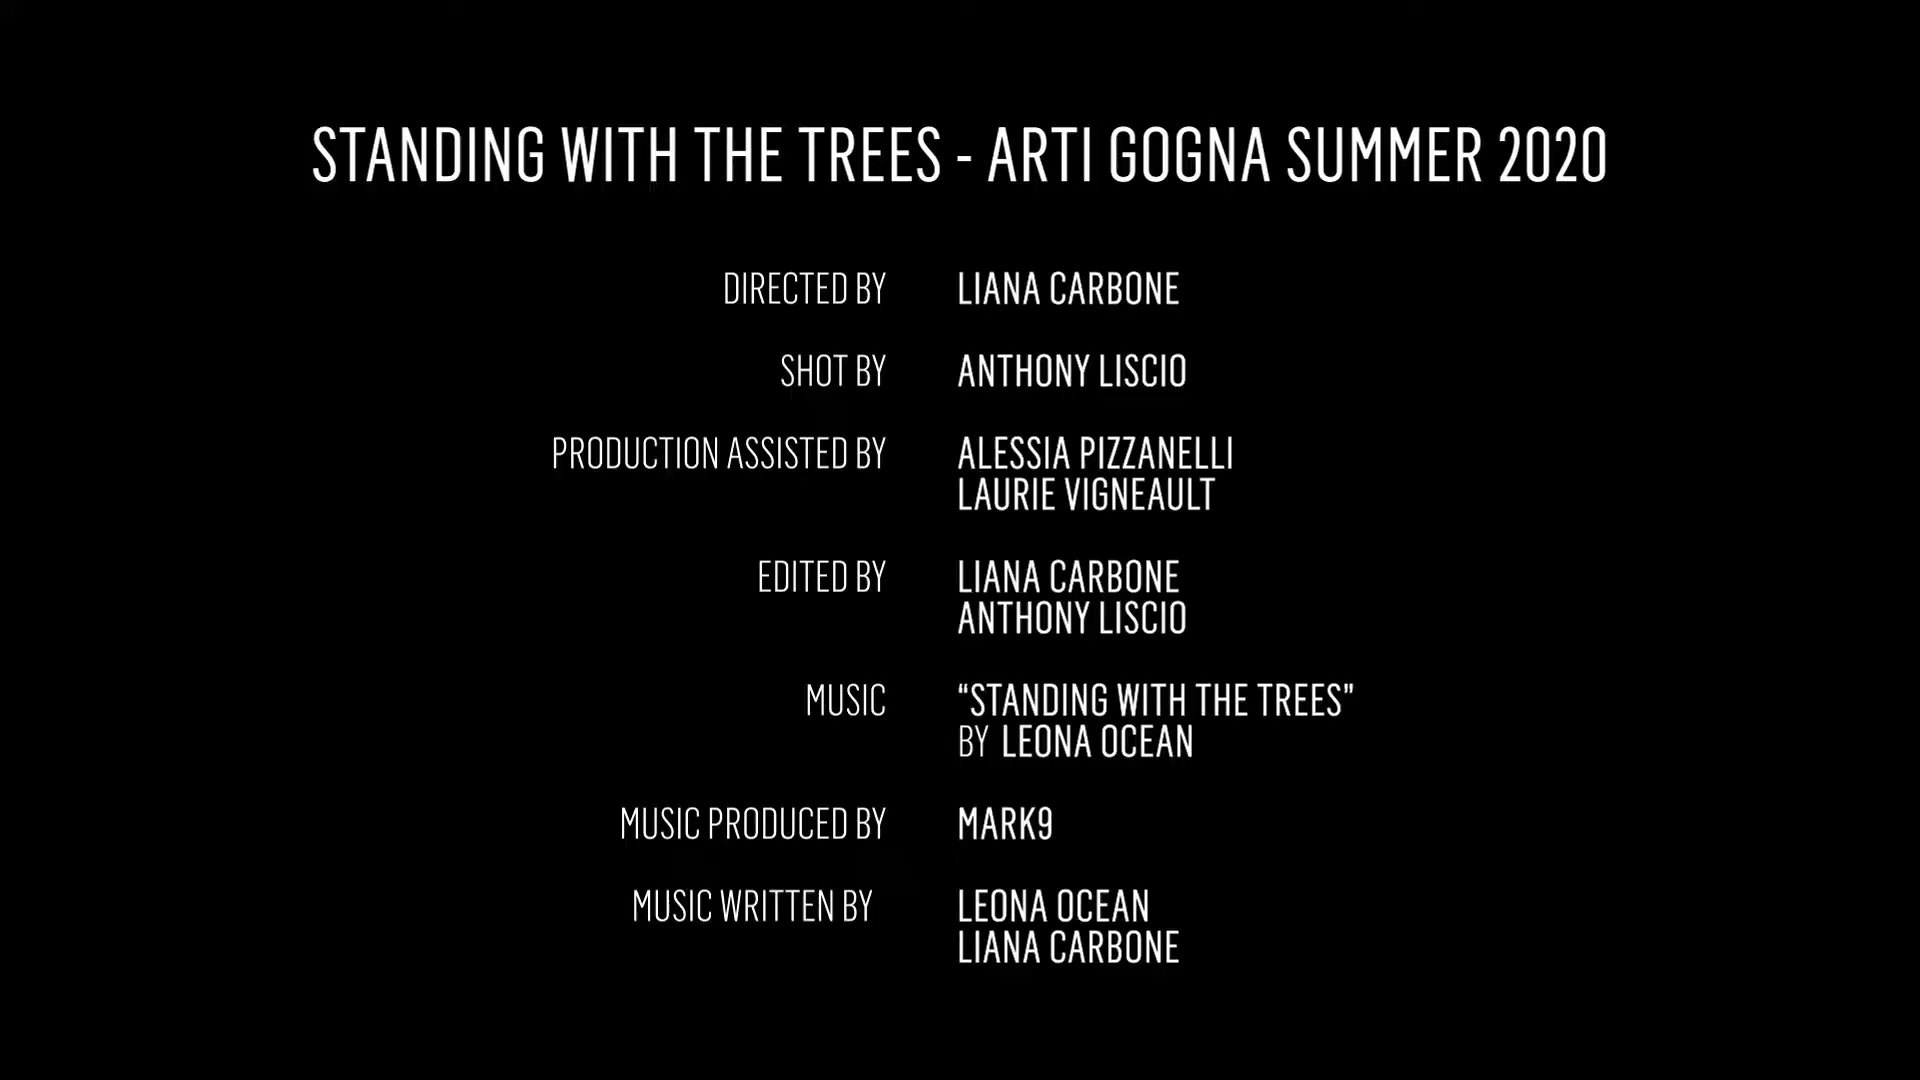 STANDING WITH THE TREES - ARTI GOGNA SUMMER 2020
DIRECTED BY LIANA CARBONE
SHOT BY ANTHONY LISCIO
PRODUCTION ASSISTED BY ALESSIA PIZZANELLI
LAURIE VIGNEAULT
EDITED BY LIANA CARBONE
ANTHONY LISCIO
MUSIC “STANDING WITH THE TREES”
BY LEONA OCEAN
MUSIC PRODUCED BY MARK9
MUSIC WRITTEN BY LEONA OCEAN
LIANA CARBONE